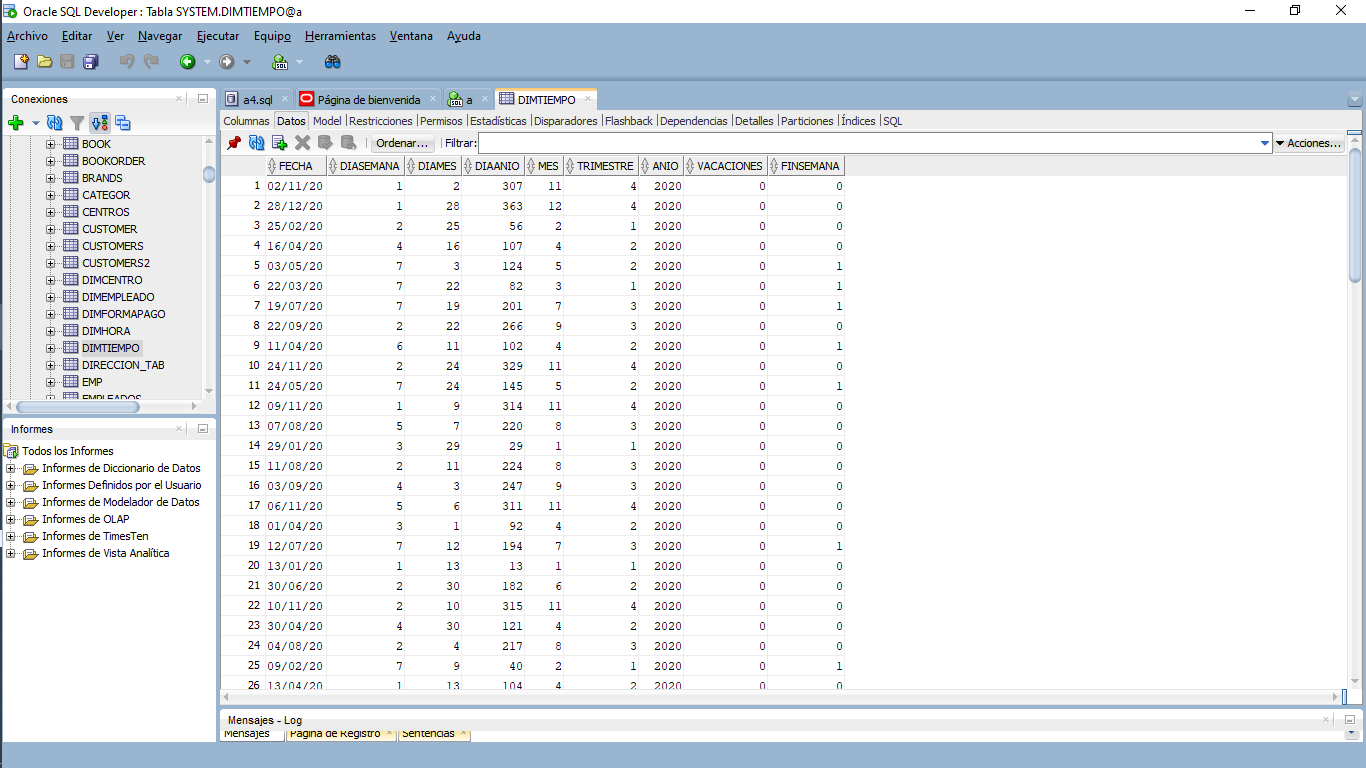 Oracle SQL Developer : Tabla SYSTEM.DIMTIEMPO@a
Archivo Editar Ver Navegar Ejecutar Equipo Herramientas Ventana Ayuda
Conexiones
BOOK
BOOKORDER
BRANDS
CATEGOR
CENTROS
CUSTOMER
CUSTOMERS
CUSTOMERS2
DIMCENTRO
DIMEMPLEADO
DIMFORMAPAGO
DIMHORA
DIMTIEMPO
DIRECCION_TAB
EMP
EMPLEADOS
Informes
Todos los Informes
Informes de Diccionario de Datos
Informes Definidos por el Usuario
Informes de Modelador de Datos
Informes de OLAP
Informes de TimesTen
Informes de Vista Analítica
a4.sql Página de bienvenida a DIMTIEMPO
Columnas Datos Model Restricciones Permisos Estadísticas Disparadores Flashback Dependencias Detalles Particiones Índices SQL
Ordenar... Filtrar: Acciones...
FECHA DIASEMANA DIAMES DIAANIO MES TRIMESTRE ANIO VACACIONES FINSEMANA
1 02/11/20 1 2 307 11 4 2020 0 0
2 28/12/20 1 28 363 12 4 2020 0 0
3 25/02/20 2 25 56 2 1 2020 0 0
4 16/04/20 4 16 107 4 2 2020 0 0
5 03/05/20 7 3 124 5 2 2020 0 1
6 22/03/20 7 22 82 3 1 2020 0 1
7 19/07/20 7 19 201 7 3 2020 0 1
8 22/09/20 2 22 266 9 3 2020 0 0
9 11/04/20 6 11 102 4 2 2020 0 1
10 24/11/20 2 24 329 11 4 2020 0 0
11 24/05/20 7 24 145 5 2 2020 0 1
12 09/11/20 1 9 314 11 4 2020 0 0
13 07/08/20 5 7 220 8 3 2020 0 0
14 29/01/20 3 29 29 1 1 2020 0 0
15 11/08/20 2 11 224 8 3 2020 0 0
16 03/09/20 4 3 247 9 3 2020 0 0
17 06/11/20 5 6 311 11 4 2020 0 0
18 01/04/20 3 1 92 4 2 2020 0 0
19 12/07/20 7 12 194 7 3 2020 0 1
20 13/01/20 1 13 13 1 1 2020 0 0
21 30/06/20 2 30 182 6 2 2020 0 0
22 10/11/20 2 10 315 11 4 2020 0 0
23 30/04/20 4 30 121 4 2 2020 0 0
24 04/08/20 2 4 217 8 3 2020 0 0
25 09/02/20 7 9 40 2 1 2020 0 1
26 13/04/20 1 13 104 4 2 2020 0 0
Mensajes - Log
Mensajes Página de Registro Sentencias